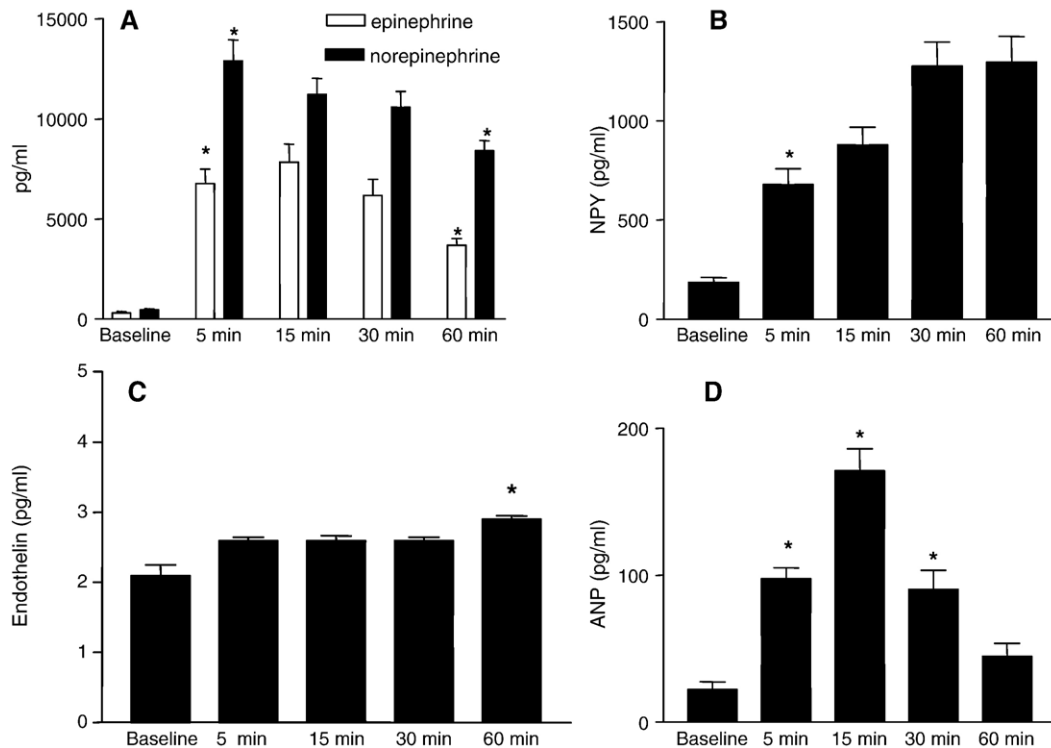 A
epinephrine
norepinephrine
15000
10000
5000
0
pg/ml
*
*
*
*
Baseline 5 min 15 min 30 min 60 min
B
1500
1000
500
0
NPY (pg/ml)
*
Baseline 5 min 15 min 30 min 60 min
C
5
4
3
2
1
0
Endothelin (pg/ml)
*
Baseline 5 min 15 min 30 min 60 min
D
200
100
0
ANP (pg/ml)
*
*
*
Baseline 5 min 15 min 30 min 60 min